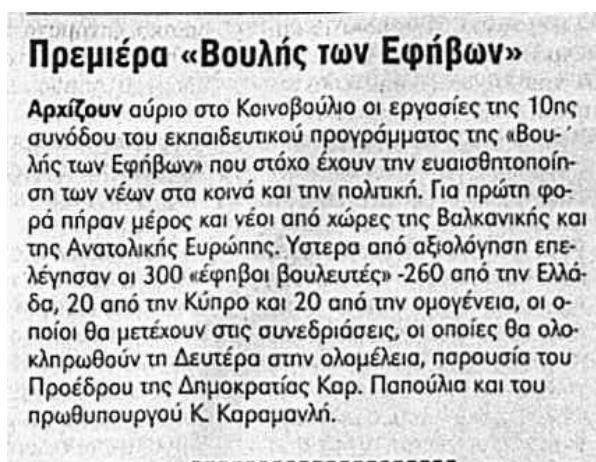 Πρεμιέρα «Βουλής των Εφήβων»
Αρχίζουν αύριο στο Κοινοβούλιο οι εργασίες της 10ης
συνόδου του εκπαιδευτικού προγράμματος της «Βου-
λής των Εφήβων» που στόχο έχουν την ευαισθητοποίη-
ση των νέων στα κοινά και την πολιτική. Για πρώτη φο-
ρά πήραν μέρος και νέοι από χώρες της Βαλκανικής και
της Ανατολικής Ευρώπης. Υστερα από αξιολόγηση επε-
λέγησαν οι 300 «έφηβοι βουλευτές» -260 από την Ελλά-
δα, 20 από την Κύπρο και 20 από την ομογένεια, οι ο-
ποίοι θα μετέχουν στις συνεδριάσεις, οι οποίες θα ολο-
κληρωθούν τη Δευτέρα στην ολομέλεια, παρουσία του
Προέδρου της Δημοκρατίας Καρ. Παπούλια και του
πρωθυπουργού Κ. Καραμανλή.